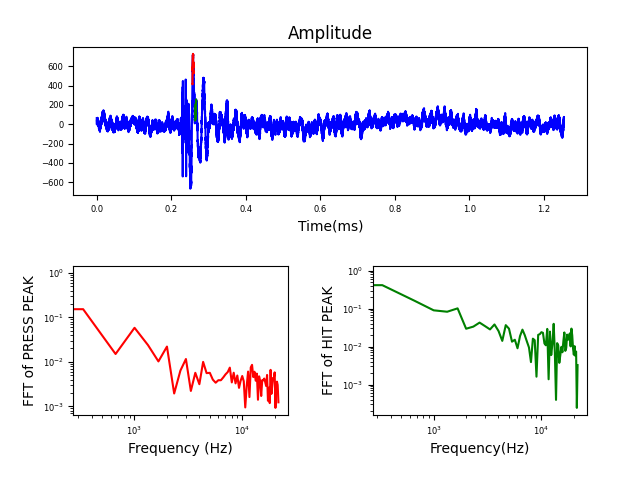 Amplitude
600
400
200
0
−200
−400
−600
0.0 0.2 0.4 0.6 0.8 1.0 1.2
Time(ms)
FFT of PRESS PEAK
10⁰
10⁻¹
10⁻²
10⁻³
10³ 10⁴
Frequency (Hz)
FFT of HIT PEAK
10⁰
10⁻¹
10⁻²
10⁻³
10³ 10⁴
Frequency(Hz)